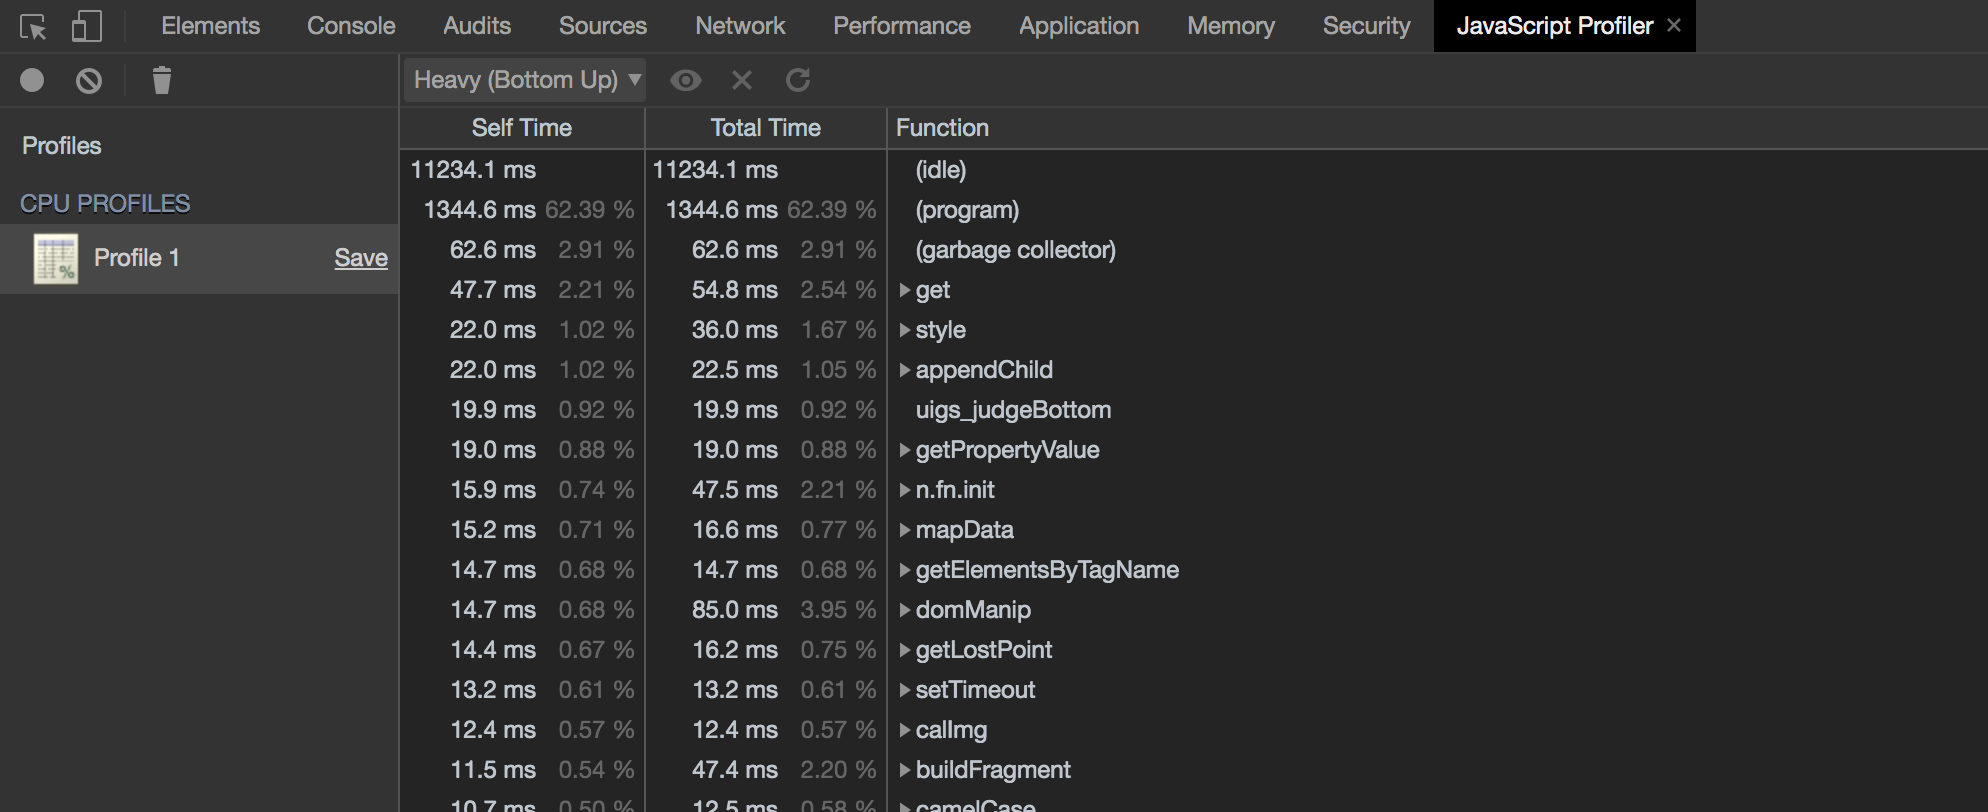 Elements Console Audits Sources Network Performance Application Memory Security JavaScript Profiler ×
Heavy (Bottom Up) ▼
Profiles
CPU PROFILES
Profile 1 Save
Self Time Total Time Function
11234.1 ms 11234.1 ms (idle)
1344.6 ms 62.39 % 1344.6 ms 62.39 % (program)
62.6 ms 2.91 % 62.6 ms 2.91 % (garbage collector)
47.7 ms 2.21 % 54.8 ms 2.54 % get
22.0 ms 1.02 % 36.0 ms 1.67 % style
22.0 ms 1.02 % 22.5 ms 1.05 % appendChild
19.9 ms 0.92 % 19.9 ms 0.92 % uigs_judgeBottom
19.0 ms 0.88 % 19.0 ms 0.88 % getPropertyValue
15.9 ms 0.74 % 47.5 ms 2.21 % n.fn.init
15.2 ms 0.71 % 16.6 ms 0.77 % mapData
14.7 ms 0.68 % 14.7 ms 0.68 % getElementsByTagName
14.7 ms 0.68 % 85.0 ms 3.95 % domManip
14.4 ms 0.67 % 16.2 ms 0.75 % getLostPoint
13.2 ms 0.61 % 13.2 ms 0.61 % setTimeout
12.4 ms 0.57 % 12.4 ms 0.57 % calImg
11.5 ms 0.54 % 47.4 ms 2.20 % buildFragment
10.7 ms 0.50 % 12.5 ms 0.58 % camelCase